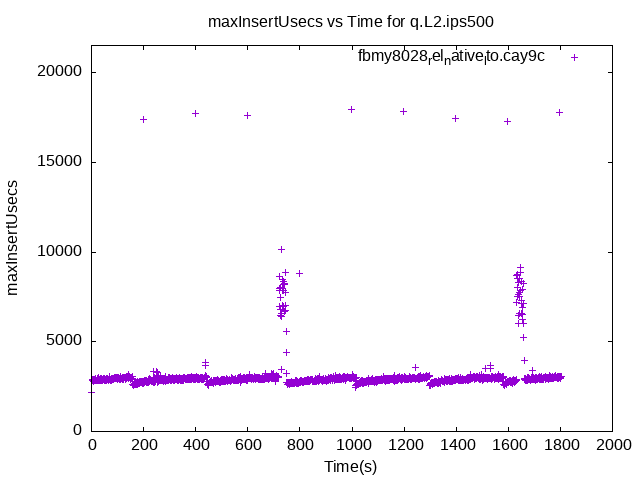 maxInsertUsecs vs Time for q.L2.ips500
fbmy8028relnativelto.cay9c
20000
15000
10000
5000
0
maxInsertUsecs
0 200 400 600 800 1000 1200 1400 1600 1800 2000
Time(s)